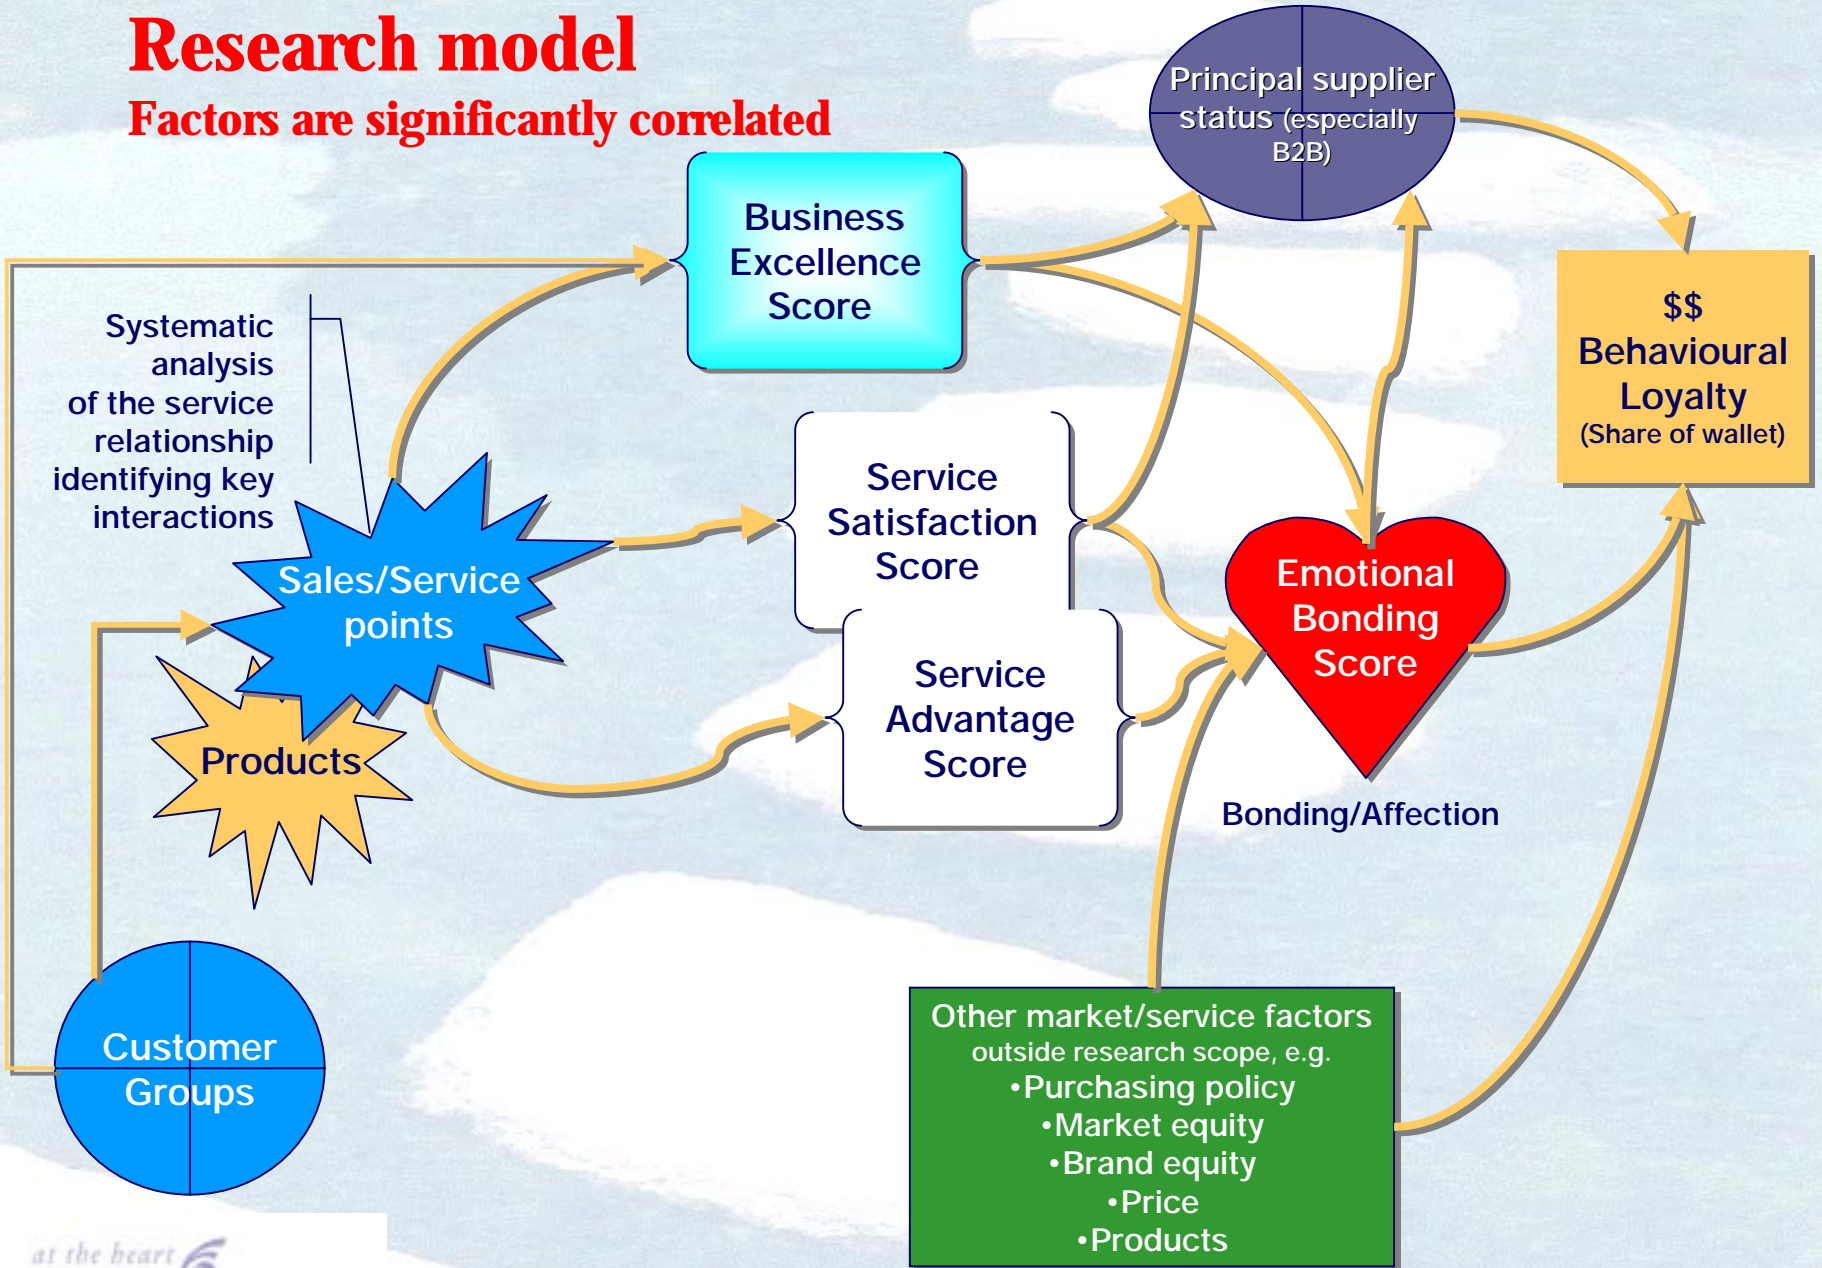 Research model
Factors are significantly correlated
Principal supplier
status (especially
B2B)
Business
Excellence
Score
$$
Behavioural
Loyalty
(Share of wallet)
Systematic
analysis
of the service
relationship
identifying key
interactions
Service
Satisfaction
Score
Sales/Service
points
Emotional
Bonding
Score
Service
Advantage
Score
Products
Bonding/Affection
Customer
Groups
Other market/service factors
outside research scope, e.g.
•Purchasing policy
•Market equity
•Brand equity
•Price
•Products
at the heart